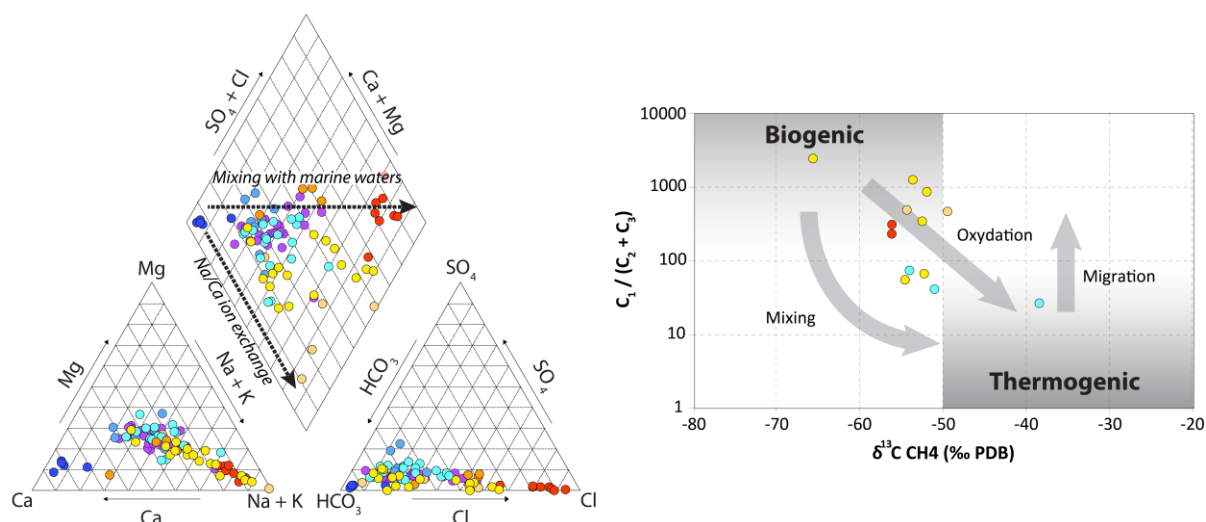 SO₄ + Cl
Ca + Mg
Mixing with marine waters
Na/Ca ion exchange
Mg
SO₄
Mg
Na + K
HCO₃
SO₄
Ca
Na + K
HCO₃
Cl
Ca
Cl
10000
1000
100
10
1
C₁ / (C₂ + C₃)
Biogenic
Oxydation
Migration
Mixing
Thermogenic
-80
-70
-60
-50
-40
-30
-20
δ¹³C CH4 (‰ PDB)